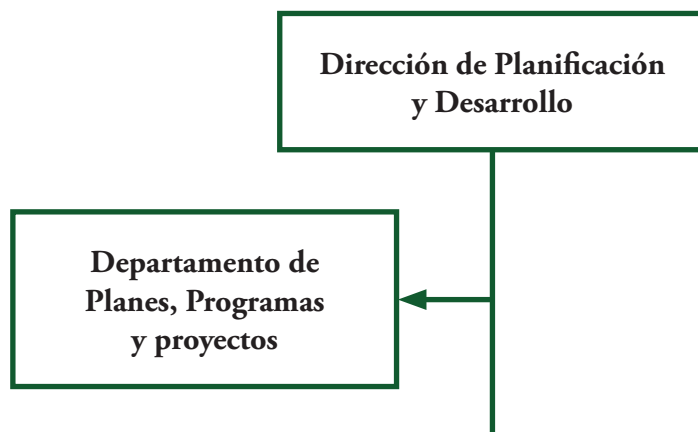 Dirección de Planificación
y Desarrollo
Departamento de
Planes, Programas
y proyectos